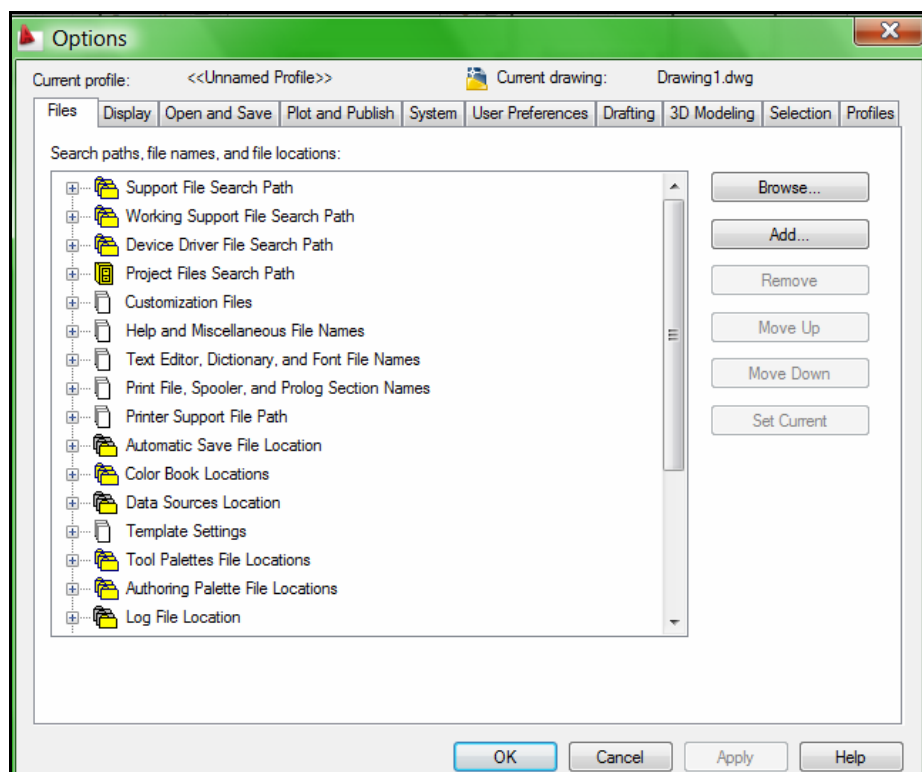 Options
Current profile: <<Unnamed Profile>> Current drawing: Drawing1.dwg
Files Display Open and Save Plot and Publish System User Preferences Drafting 3D Modeling Selection Profiles
Search paths, file names, and file locations:
Support File Search Path
Working Support File Search Path
Device Driver File Search Path
Project Files Search Path
Customization Files
Help and Miscellaneous File Names
Text Editor, Dictionary, and Font File Names
Print File, Spooler, and Prolog Section Names
Printer Support File Path
Automatic Save File Location
Color Book Locations
Data Sources Location
Template Settings
Tool Palettes File Locations
Authoring Palette File Locations
Log File Location
Browse...
Add...
Remove
Move Up
Move Down
Set Current
OK Cancel Apply Help